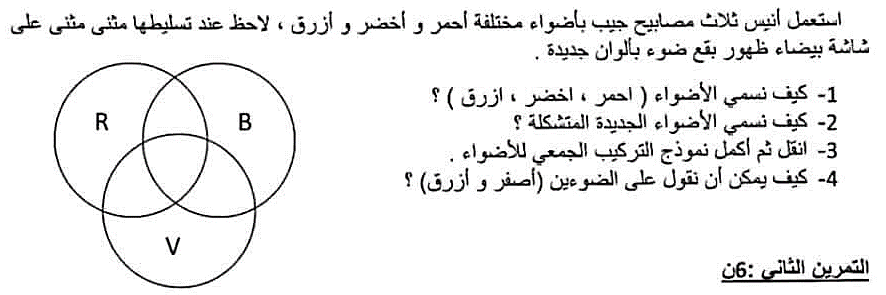 استعمل أنيس ثلاث مصابيح جيب بأضواء مختلفة أحمر و أخضر و أزرق ، لاحظ عند تسليطها مثنى مثنى على
شاشة بيضاء ظهور بقع ضوء بألوان جديدة .
1- كيف نسمي الأضواء ( احمر ، اخضر ، ازرق ) ؟
2- كيف نسمي الأضواء الجديدة المتشكلة ؟
3- انقل ثم أكمل نموذج التركيب الجمعي للأضواء .
4- كيف يمكن أن نقول على الضوءين (أصفر و أزرق) ؟
R
B
V
التمرين الثاني :6ن